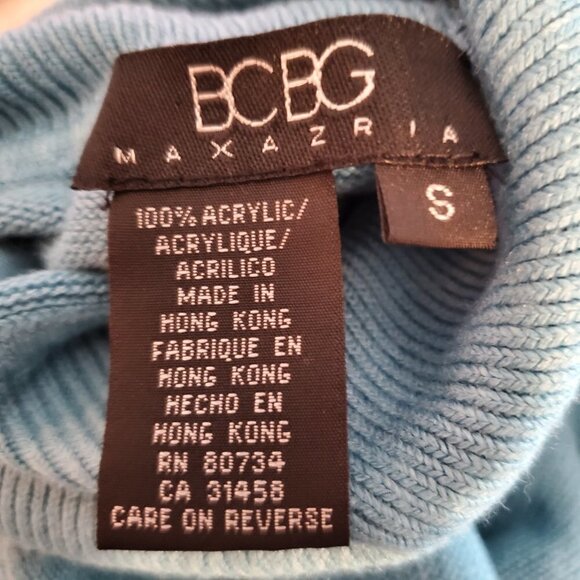 BCBG
MAXAZRIA
S
100% ACRYLIC/
ACRYLIQUE/
ACRILICO
MADE IN
HONG KONG
FABRIQUE EN
HONG KONG
HECHO EN
HONG KONG
RN 80734
CA 31458
CARE ON REVERSE